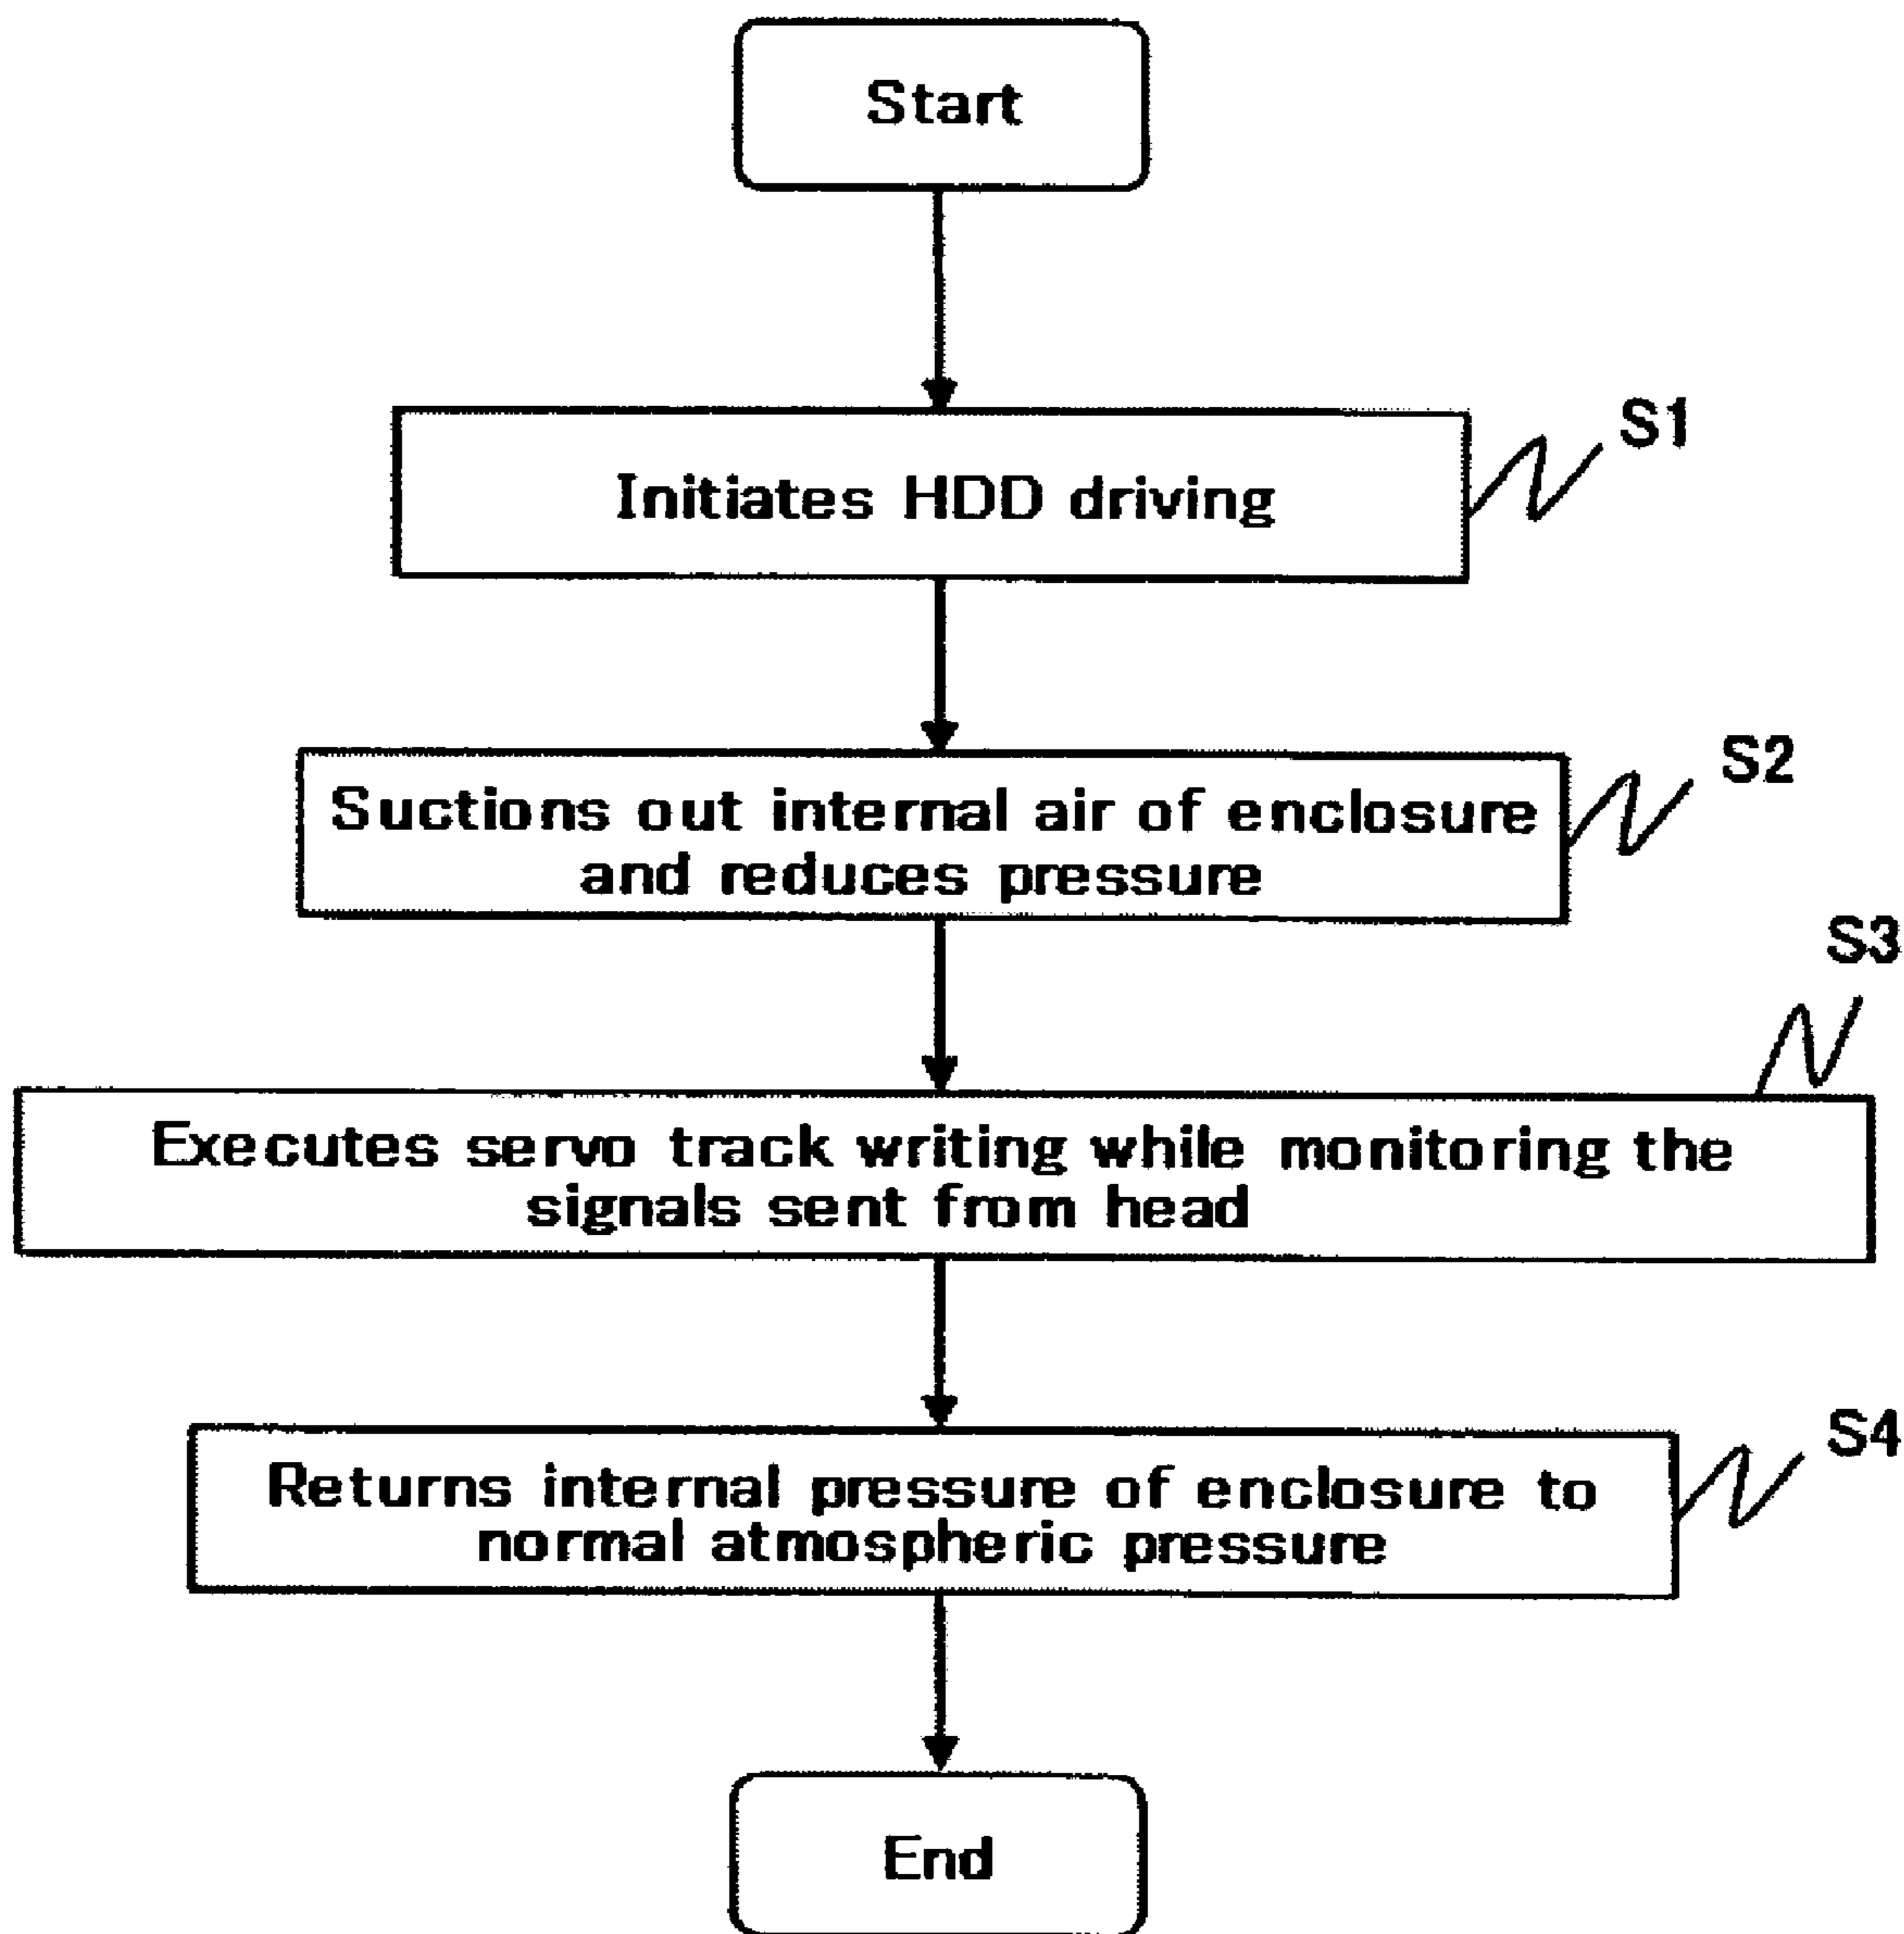 Start
S1
Initiates HDD driving
S2
Suctions out internal air of enclosure
and reduces pressure
S3
Executes servo track writing while monitoring the
signals sent from head
S4
Returns internal pressure of enclosure to
normal atmospheric pressure
End